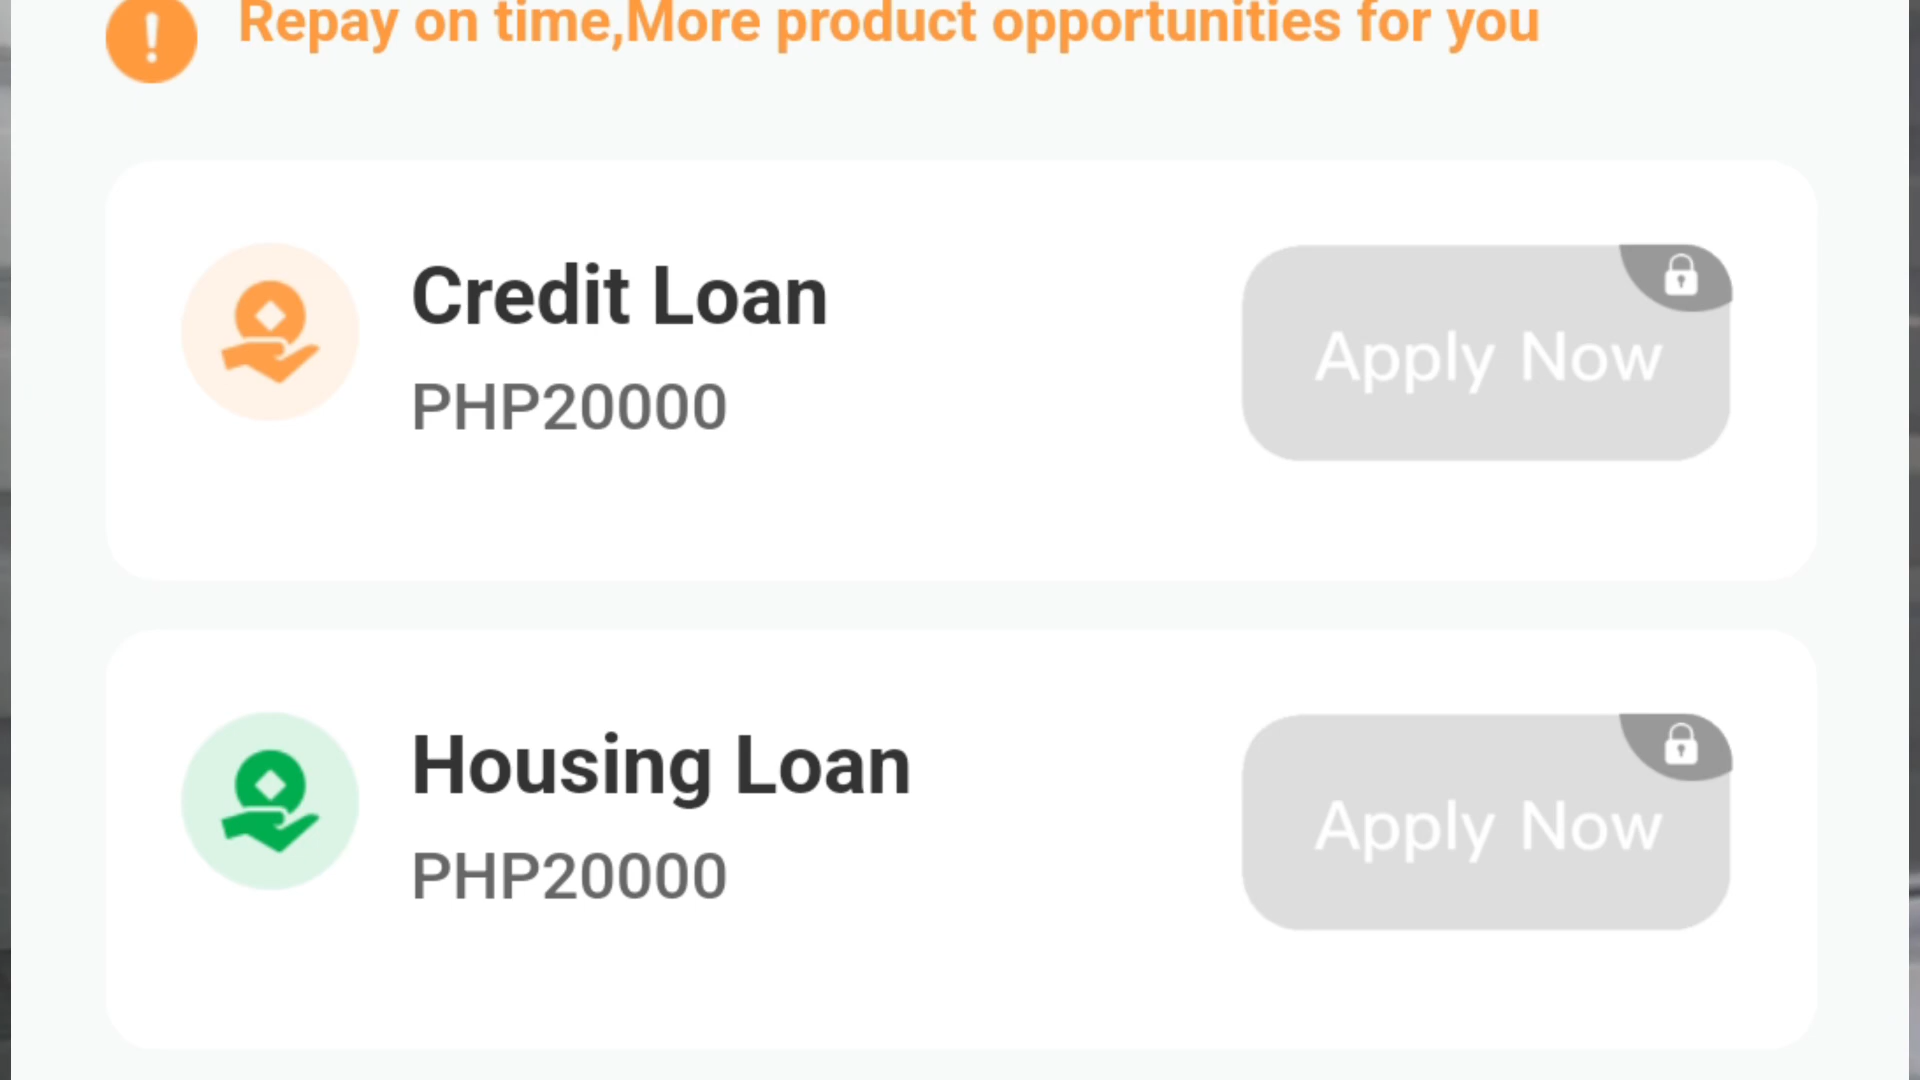 Repay on time,More product opportunities for you
Credit Loan
PHP20000
Apply Now
Housing Loan
PHP20000
Apply Now